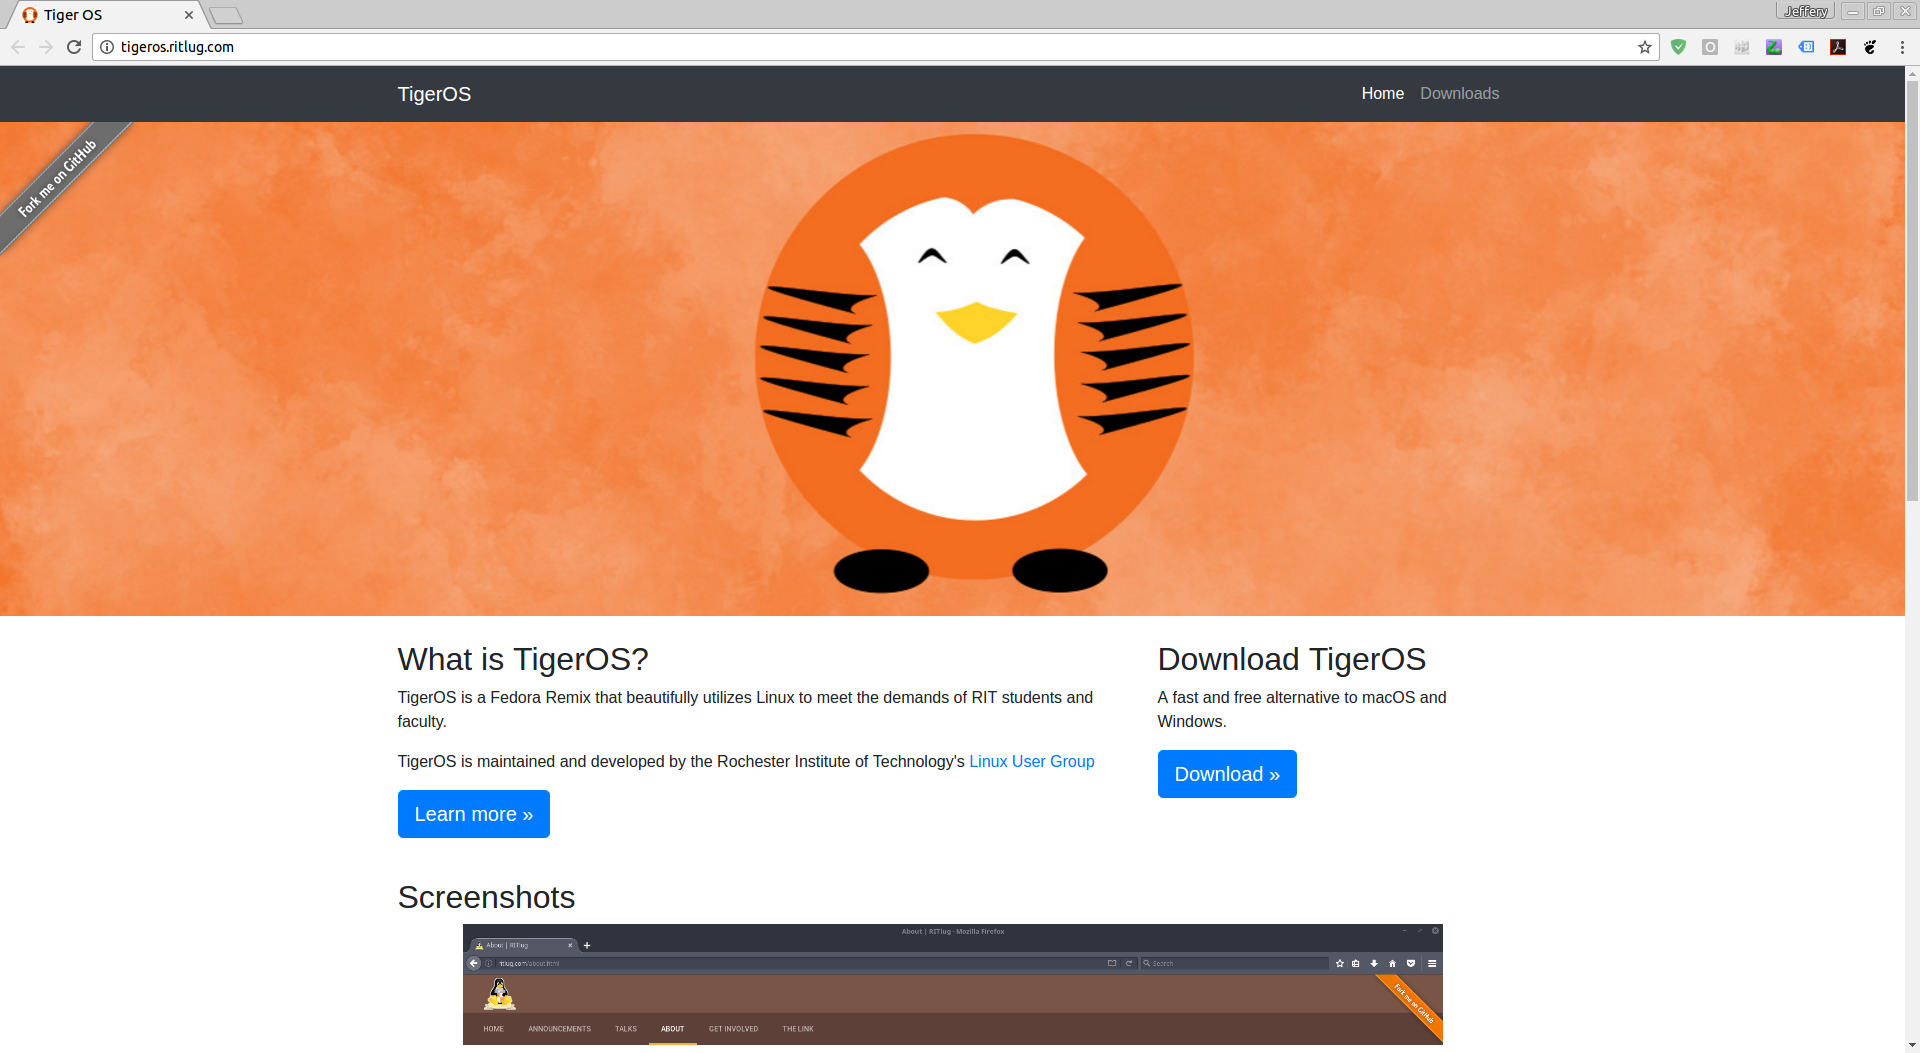 Tiger OS
Jeffery
tigeros.ritlug.com
TigerOS
Home
Downloads
Fork me on GitHub
What is TigerOS?
TigerOS is a Fedora Remix that beautifully utilizes Linux to meet the demands of RIT students and
faculty.
TigerOS is maintained and developed by the Rochester Institute of Technology's Linux User Group
Learn more »
Download TigerOS
A fast and free alternative to macOS and
Windows.
Download »
Screenshots
About | RITlug - Mozilla Firefox
About | RITlug
ritlug.com/about.html
Search
Fork me on GitHub
HOME
ANNOUNCEMENTS
TALKS
ABOUT
GET INVOLVED
THE LINK